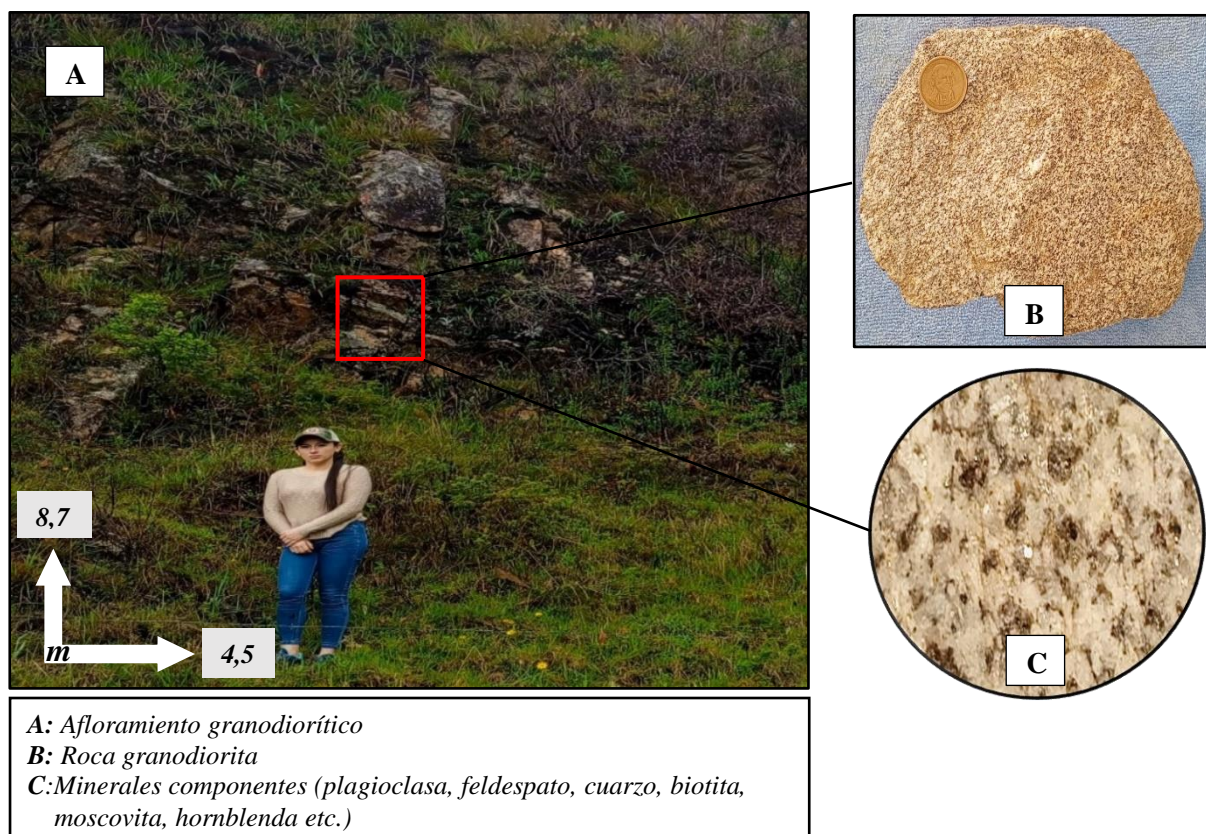 A
B
8,7
m
4,5
C
A: Afloramiento granodiorítico
B: Roca granodiorita
C:Minerales componentes (plagioclasa, feldespato, cuarzo, biotita,
moscovita, hornblenda etc.)